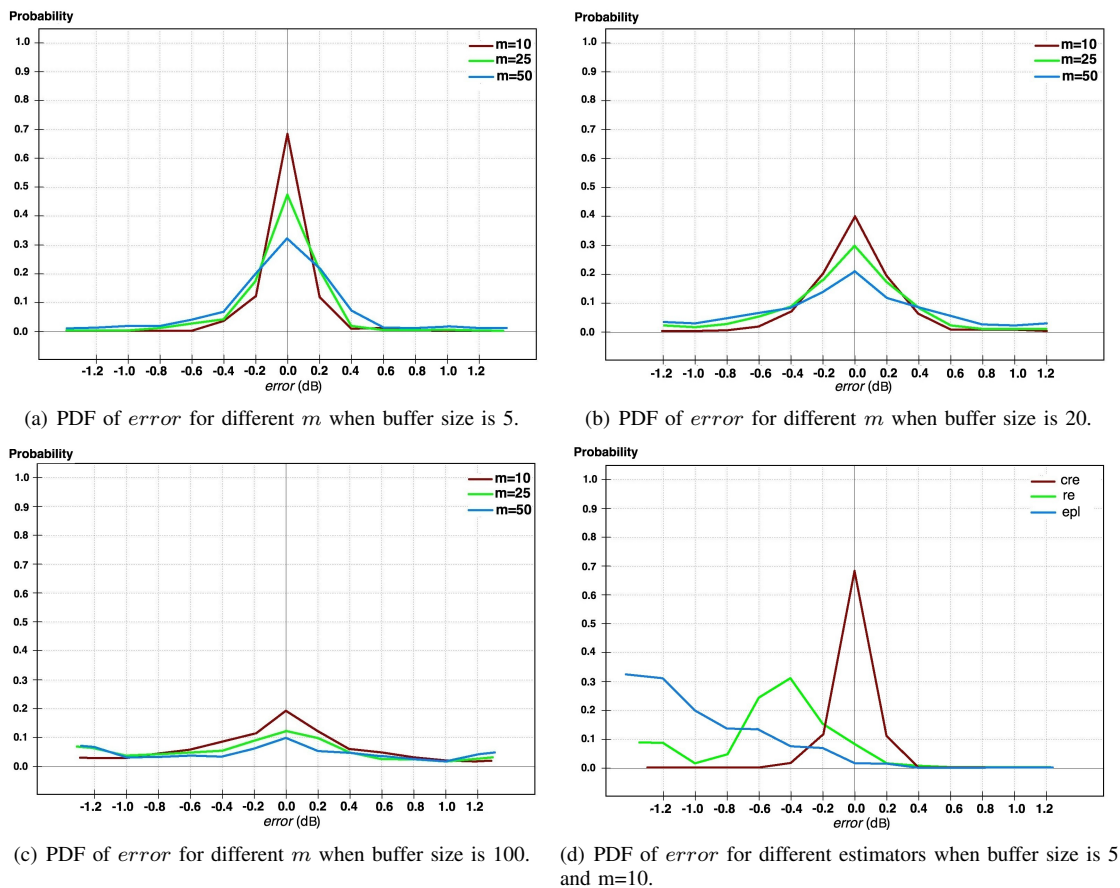 Probability
1.0
0.9
0.8
0.7
0.6
0.5
0.4
0.3
0.2
0.1
0.0
m=10
m=25
m=50
-1.2 -1.0 -0.8 -0.6 -0.4 -0.2 0.0 0.2 0.4 0.6 0.8 1.0 1.2
error (dB)
(a) PDF of error for different m when buffer size is 5.
Probability
1.0
0.9
0.8
0.7
0.6
0.5
0.4
0.3
0.2
0.1
0.0
m=10
m=25
m=50
-1.2 -1.0 -0.8 -0.6 -0.4 -0.2 0.0 0.2 0.4 0.6 0.8 1.0 1.2
error (dB)
(b) PDF of error for different m when buffer size is 20.
Probability
1.0
0.9
0.8
0.7
0.6
0.5
0.4
0.3
0.2
0.1
0.0
m=10
m=25
m=50
-1.2 -1.0 -0.8 -0.6 -0.4 -0.2 0.0 0.2 0.4 0.6 0.8 1.0 1.2
error (dB)
(c) PDF of error for different m when buffer size is 100.
Probability
1.0
0.9
0.8
0.7
0.6
0.5
0.4
0.3
0.2
0.1
0.0
cre
re
epl
-1.2 -1.0 -0.8 -0.6 -0.4 -0.2 0.0 0.2 0.4 0.6 0.8 1.0 1.2
error (dB)
(d) PDF of error for different estimators when buffer size is 5
and m=10.